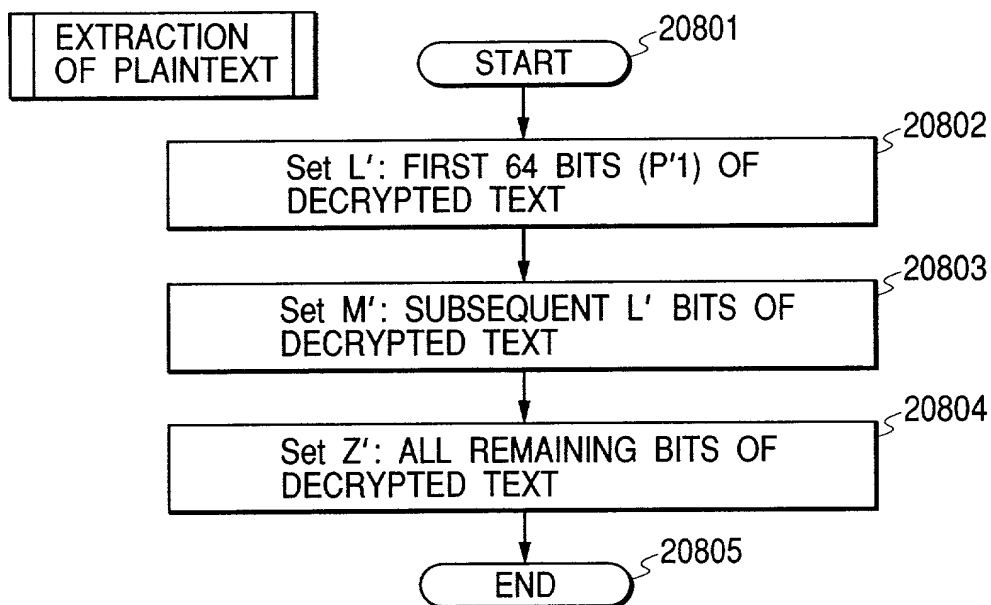 EXTRACTION
OF PLAINTEXT
START
20801
20802
Set L': FIRST 64 BITS (P'1) OF
DECRYPTED TEXT
20803
Set M': SUBSEQUENT L' BITS OF
DECRYPTED TEXT
20804
Set Z': ALL REMAINING BITS OF
DECRYPTED TEXT
20805
END